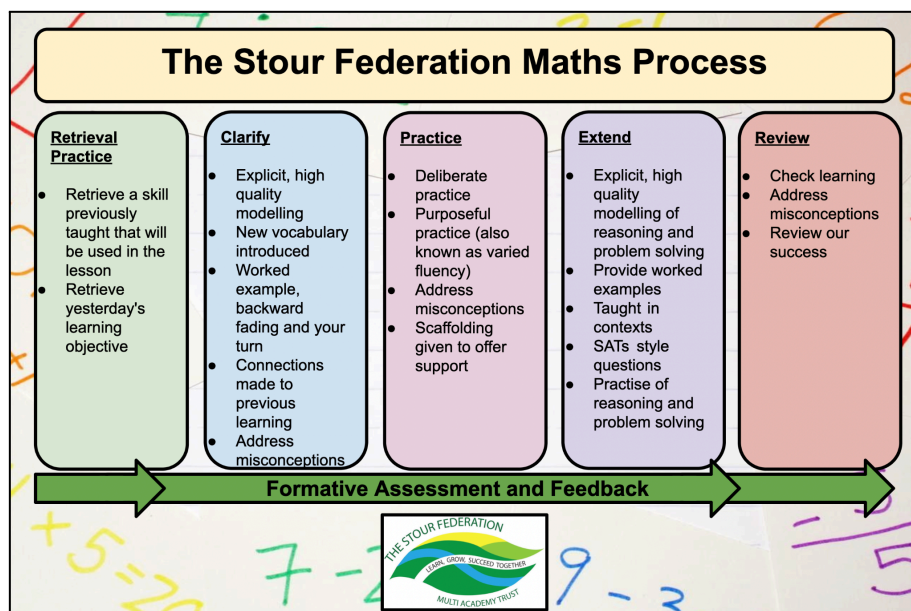 The Stour Federation Maths Process
Retrieval
Practice
● Retrieve a skill
previously
taught that will
be used in the
lesson
● Retrieve
yesterday's
learning
objective
Clarify
● Explicit, high
quality
modelling
● New vocabulary
introduced
● Worked
example,
backward
fading and your
turn
● Connections
made to
previous
learning
● Address
misconceptions
Practice
● Deliberate
practice
● Purposeful
practice (also
known as varied
fluency)
● Address
misconceptions
● Scaffolding
given to offer
support
Extend
● Explicit, high
quality
modelling of
reasoning and
problem solving
● Provide worked
examples
● Taught in
contexts
● SATs style
questions
● Practise of
reasoning and
problem solving
Review
● Check learning
● Address
misconceptions
● Review our
success
Formative Assessment and Feedback
THE STOUR FEDERATION
LEARN, GROW, SUCCEED TOGETHER
MULTI ACADEMY TRUST
+5=20
7-2
9-3
-5